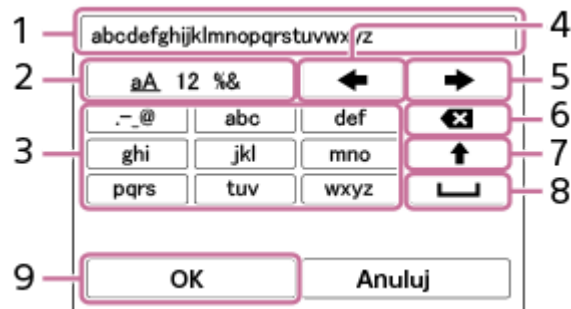 1 abcdefghijklmnopqrstuvwxyz 4
2 aA 12 %& 5
.-_@ abc def 6
3 ghi jkl mno 7
pqrs tuv wxyz 8
9 OK Anuluj